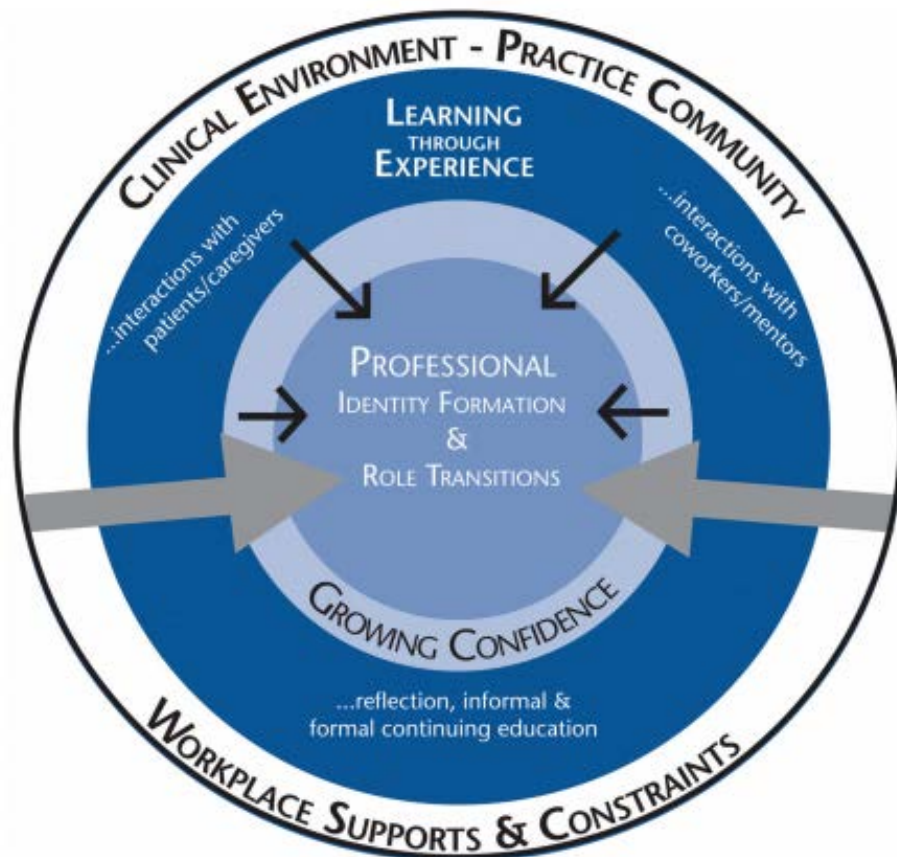 CLINICAL ENVIRONMENT - PRACTICE COMMUNITY
LEARNING
THROUGH
EXPERIENCE
...interactions with
patients/caregivers
...interactions with
coworkers/mentors
PROFESSIONAL
IDENTITY FORMATION
&
ROLE TRANSITIONS
GROWING CONFIDENCE
...reflection, informal &
formal continuing education
WORKPLACE SUPPORTS & CONSTRAINTS